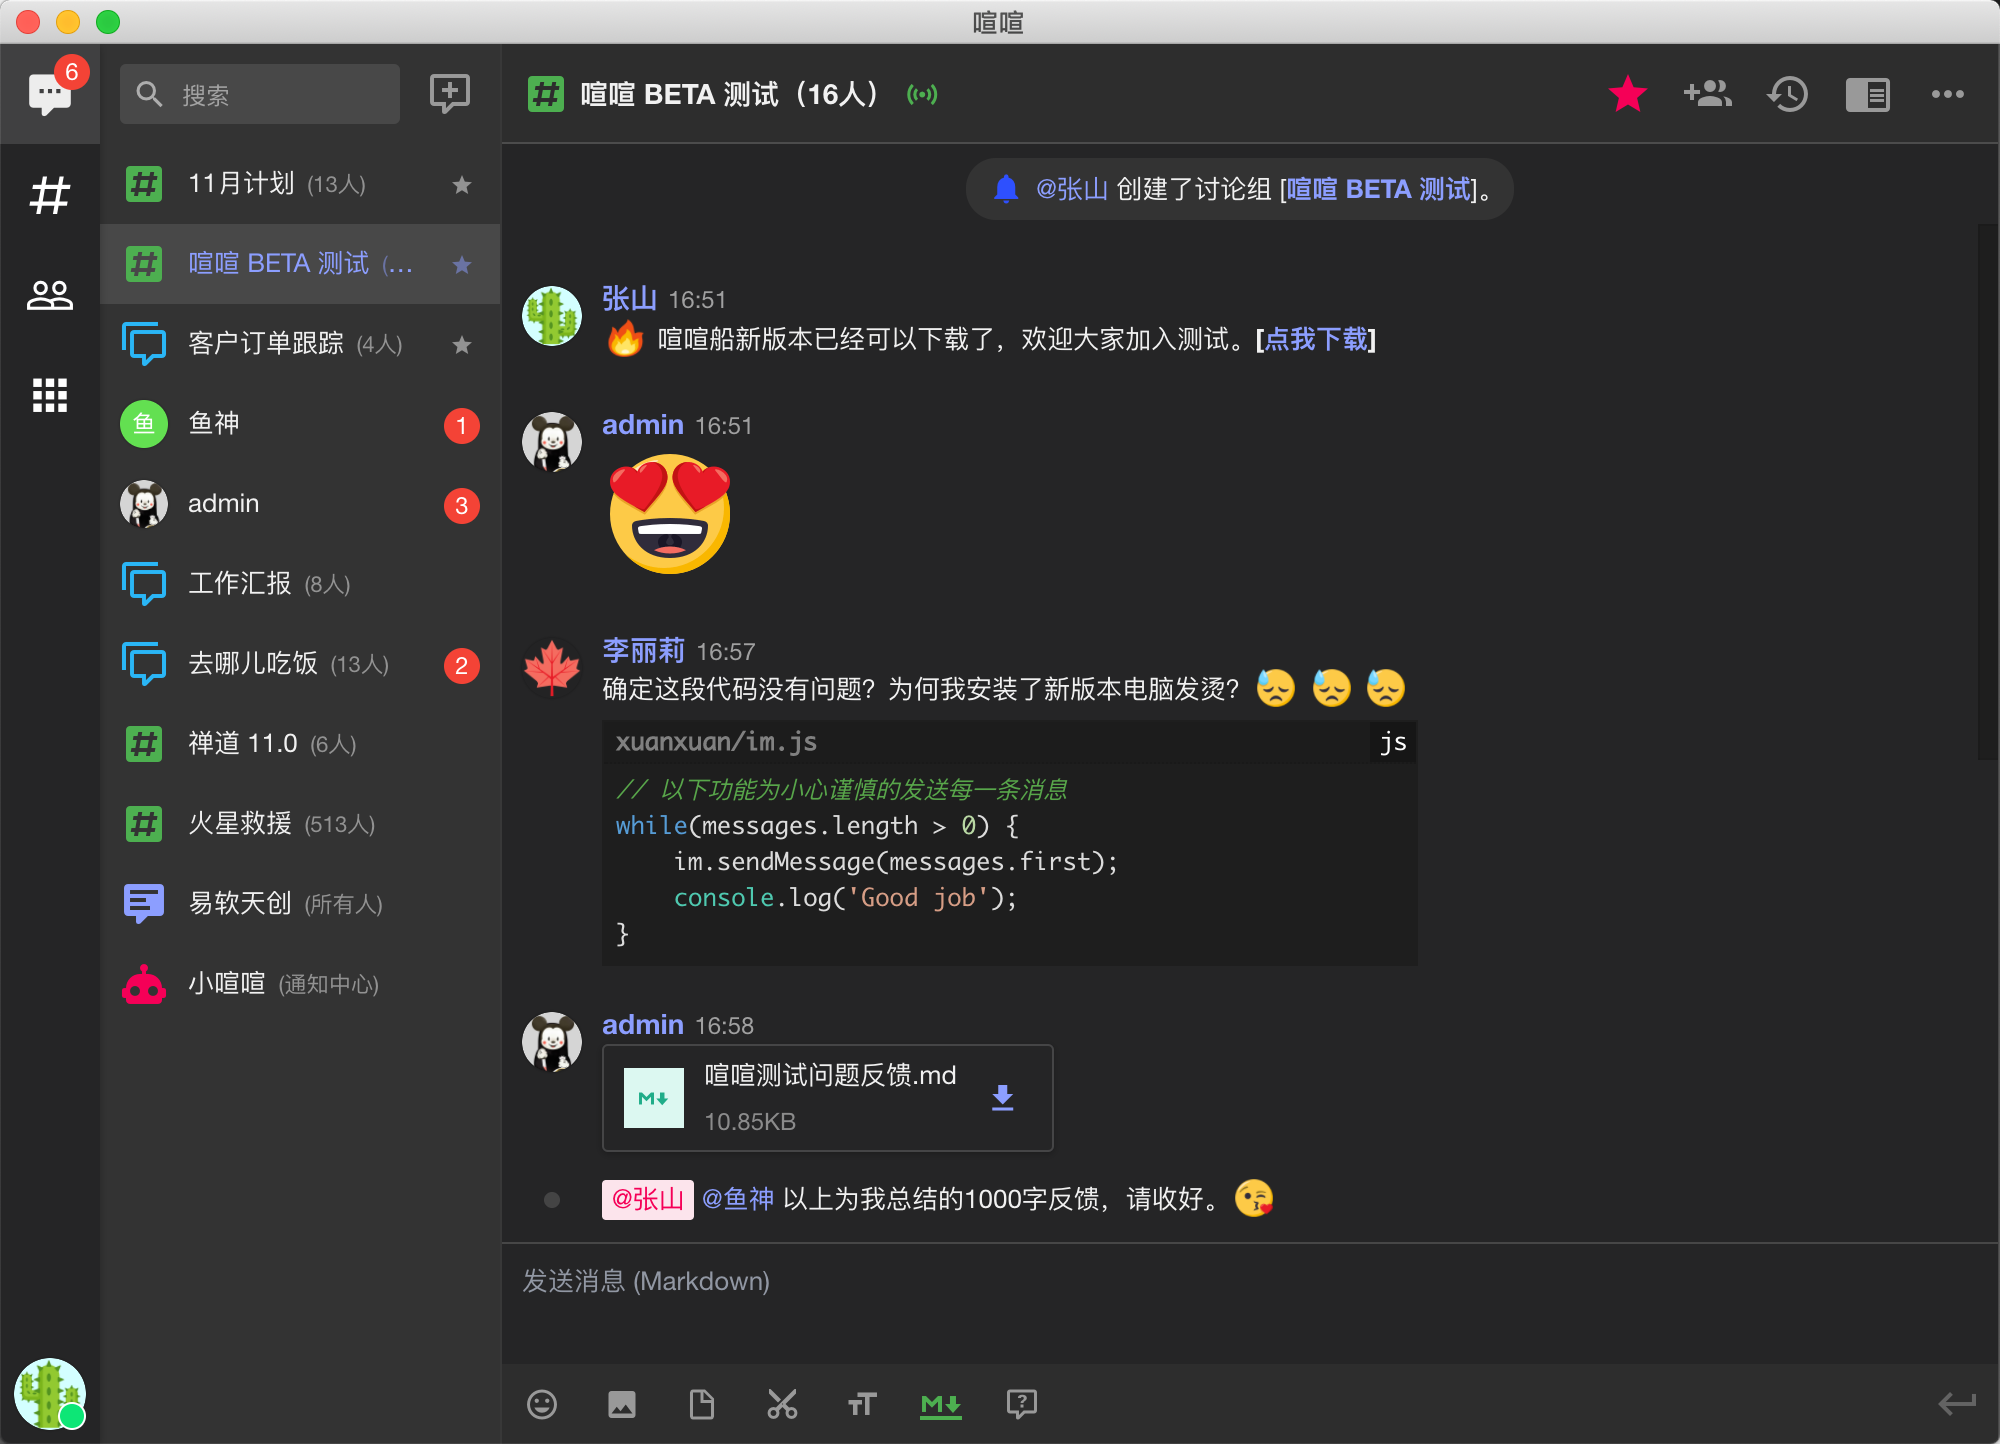 喧喧
6
搜索
11月计划 (13人)
喧喧 BETA 测试 (...
客户订单跟踪 (4人)
鱼 鱼神 1
admin 3
工作汇报 (8人)
去哪儿吃饭 (13人) 2
禅道 11.0 (6人)
火星救援 (513人)
易软天创 (所有人)
小喧喧 (通知中心)
喧喧 BETA 测试（16人）
@张山 创建了讨论组 [喧喧 BETA 测试]。
张山 16:51
喧喧船新版本已经可以下载了，欢迎大家加入测试。[点我下载]
admin 16:51
李丽莉 16:57
确定这段代码没有问题？为何我安装了新版本电脑发烫？
xuanxuan/im.js js
// 以下功能为小心谨慎的发送每一条消息
while(messages.length > 0) {
    im.sendMessage(messages.first);
    console.log('Good job');
}
admin 16:58
喧喧测试问题反馈.md
M
10.85KB
@张山 @鱼神 以上为我总结的1000字反馈，请收好。
发送消息 (Markdown)
TT M ?